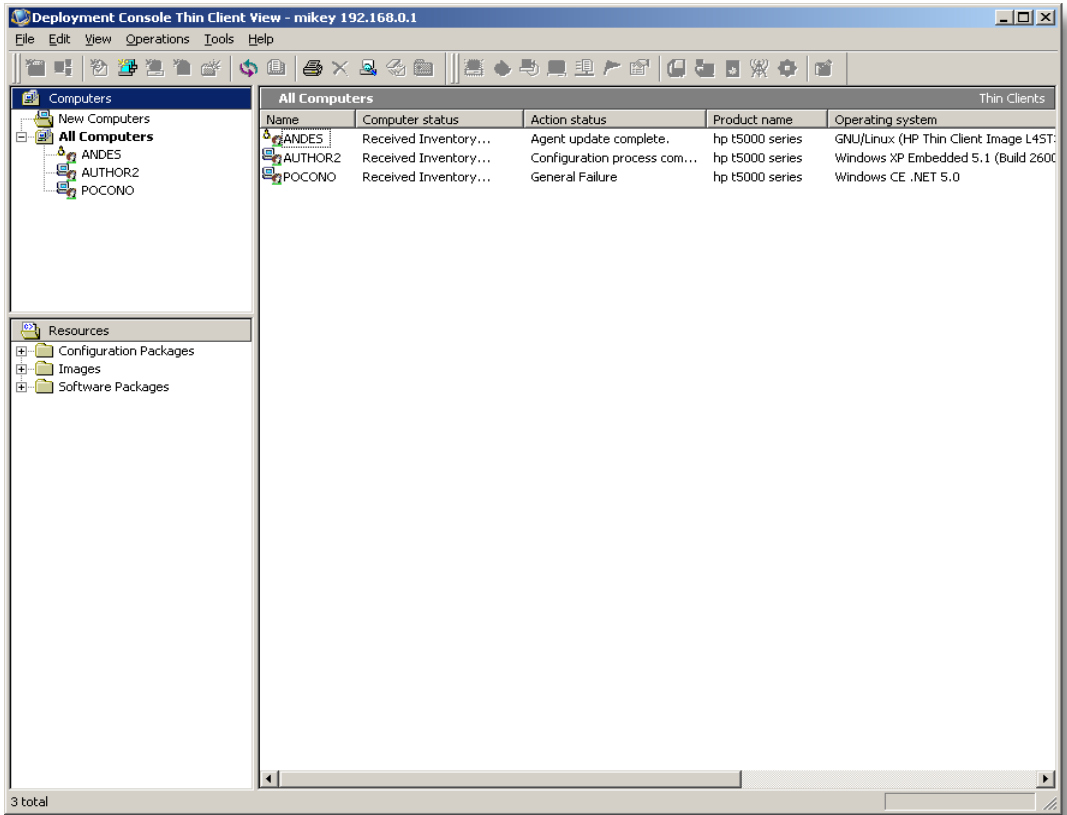 Deployment Console Thin Client View - mikey 192.168.0.1
File Edit View Operations Tools Help
Computers
New Computers
All Computers
ANDES
AUTHOR2
POCONO
Resources
Configuration Packages
Images
Software Packages
All Computers Thin Clients
Name Computer status Action status Product name Operating system
ANDES Received Inventory... Agent update complete. hp t5000 series GNU/Linux (HP Thin Client Image L45T:
AUTHOR2 Received Inventory... Configuration process com... hp t5000 series Windows XP Embedded 5.1 (Build 2600
POCONO Received Inventory... General Failure hp t5000 series Windows CE .NET 5.0
3 total